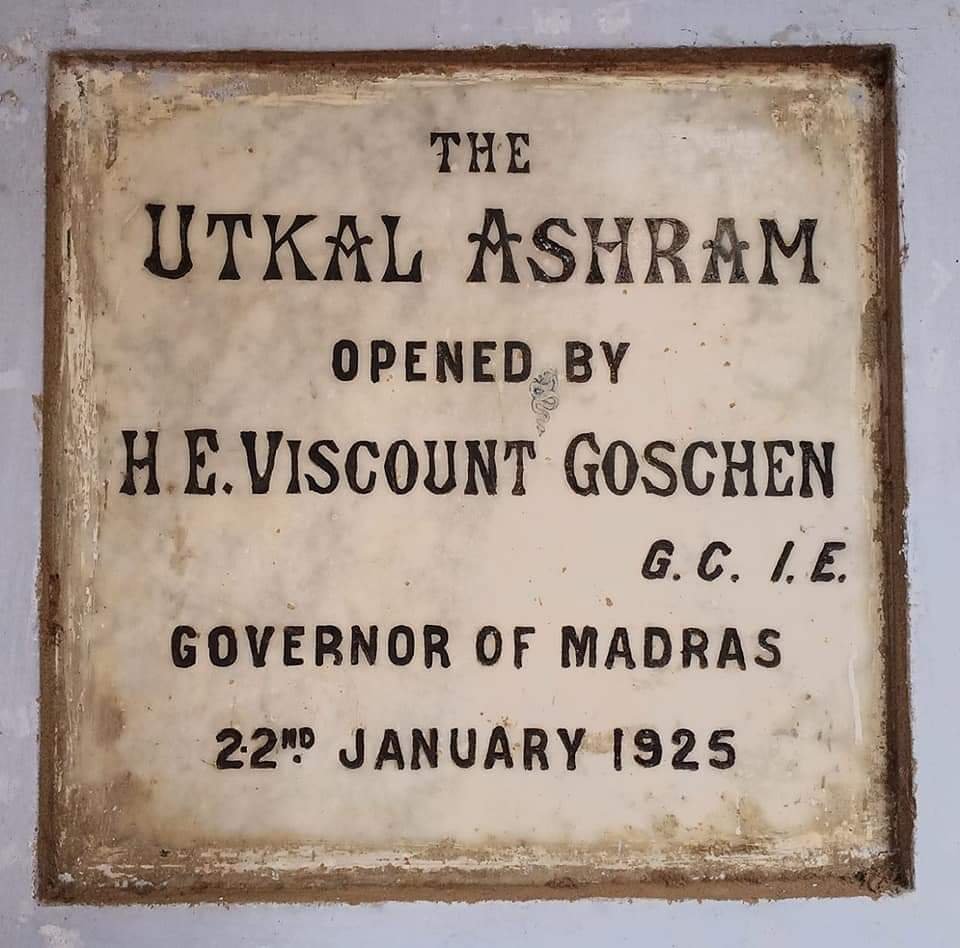 THE
UTKAL ASHRAM
OPENED BY
H.E. VISCOUNT GOSCHEN
G. C. I. E.
GOVERNOR OF MADRAS
22ND JANUARY 1925